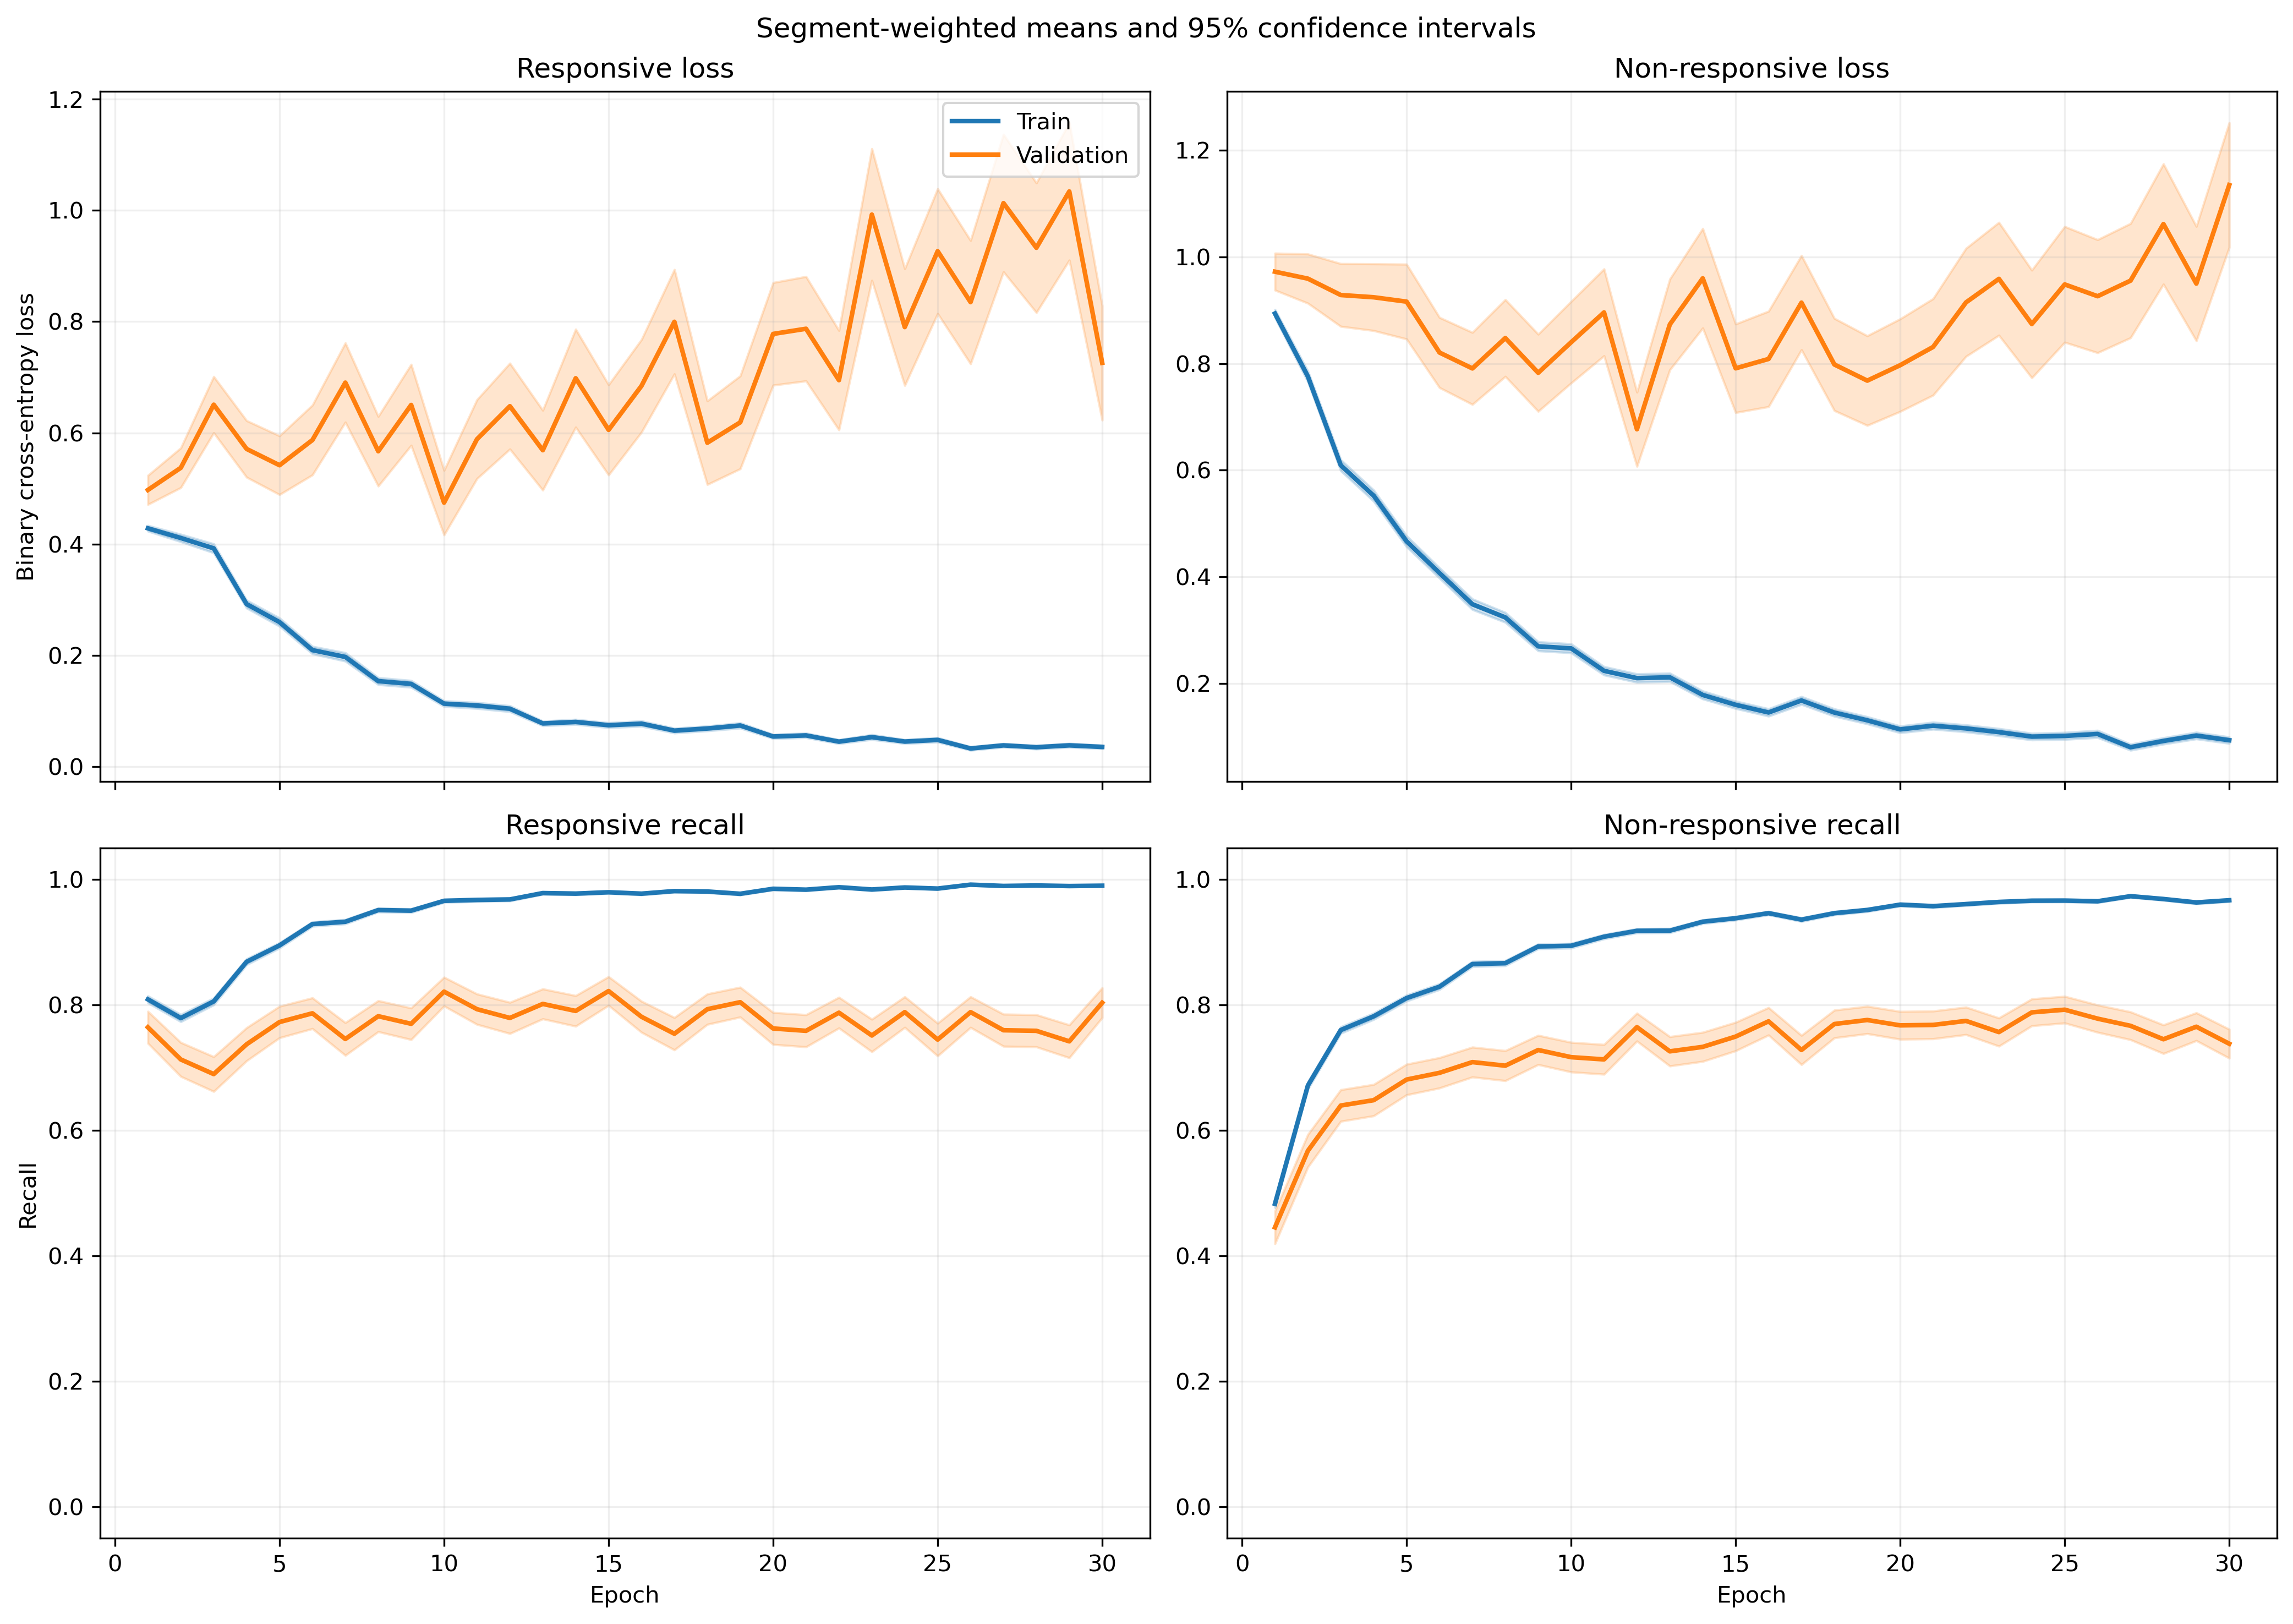 Segment-weighted means and 95% confidence intervals
Responsive loss
Non-responsive loss
Train
Validation
Binary cross-entropy loss
1.2
1.0
0.8
0.6
0.4
0.2
0.0
1.2
1.0
0.8
0.6
0.4
0.2
Responsive recall
Non-responsive recall
Recall
1.0
0.8
0.6
0.4
0.2
0.0
1.0
0.8
0.6
0.4
0.2
0.0
0 5 10 15 20 25 30
0 5 10 15 20 25 30
Epoch
Epoch